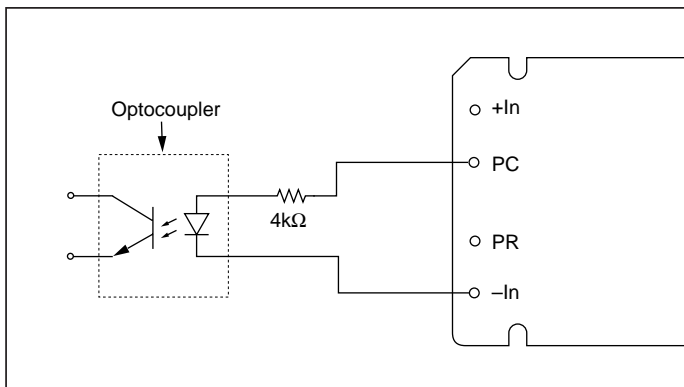 Optocoupler
4kΩ
+In
PC
PR
–In